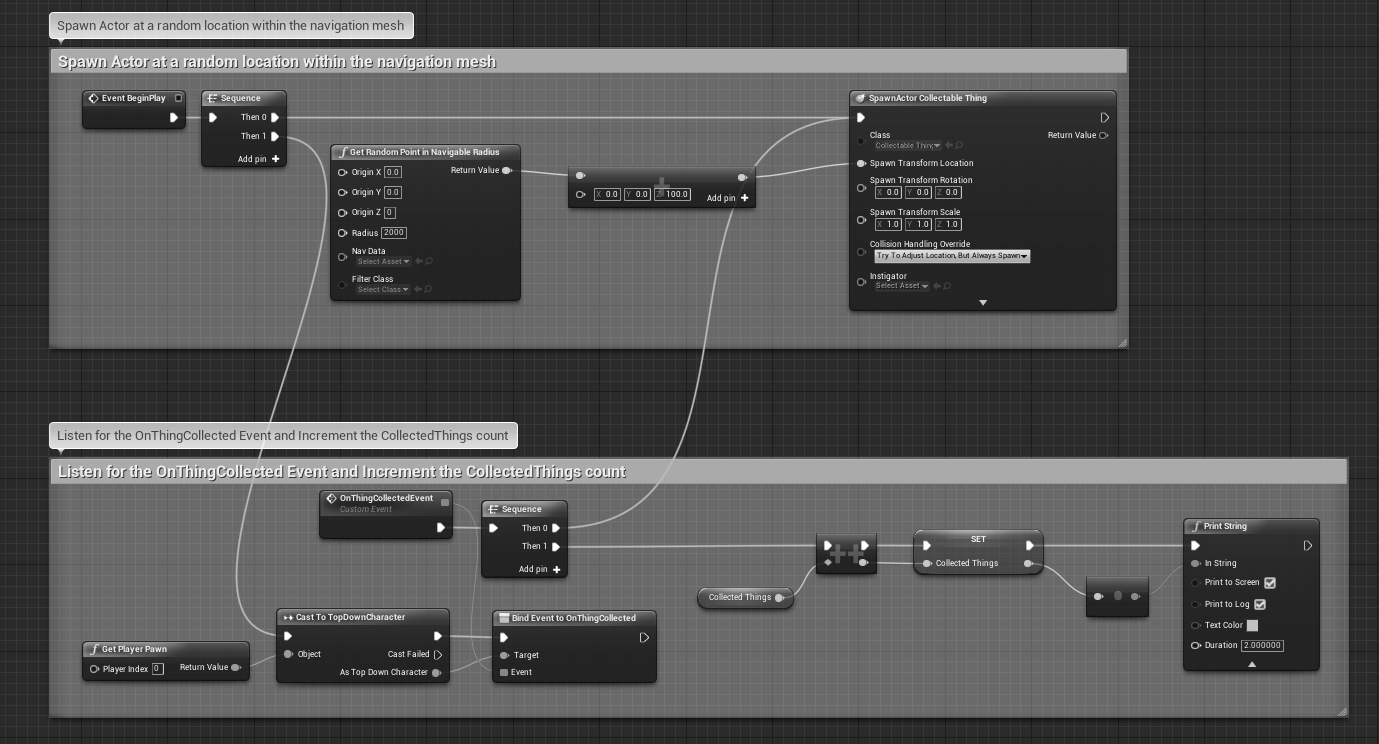 Spawn Actor at a random location within the navigation mesh
Spawn Actor at a random location within the navigation mesh
Event BeginPlay
Sequence
Then 0
Then 1
Add pin
Get Random Point in Navigable Radius
Origin X 0.0
Return Value
Origin Y 0.0
Origin Z 0
Radius 2000
Nav Data
Select Asset
Filter Class
Select Class
X 0.0 Y 0.0 Z 100.0
Add pin
SpawnActor Collectable Thing
Class
Collectable Thing
Return Value
Spawn Transform Location
Spawn Transform Rotation
X 0.0 Y 0.0 Z 0.0
Spawn Transform Scale
X 1.0 Y 1.0 Z 1.0
Collision Handling Override
Try To Adjust Location, But Always Spawn
Instigator
Select Asset
Listen for the OnThingCollected Event and Increment the CollectedThings count
Listen for the OnThingCollected Event and Increment the CollectedThings count
OnThingCollectedEvent
Custom Event
Sequence
Then 0
Then 1
Add pin
Get Player Pawn
Player Index 0
Return Value
Cast To TopDownCharacter
Object
Cast Failed
As Top Down Character
Bind Event to OnThingCollected
Target
Event
Collected Things
++
SET
Collected Things
Print String
In String
Print to Screen
Print to Log
Text Color
Duration 2.000000